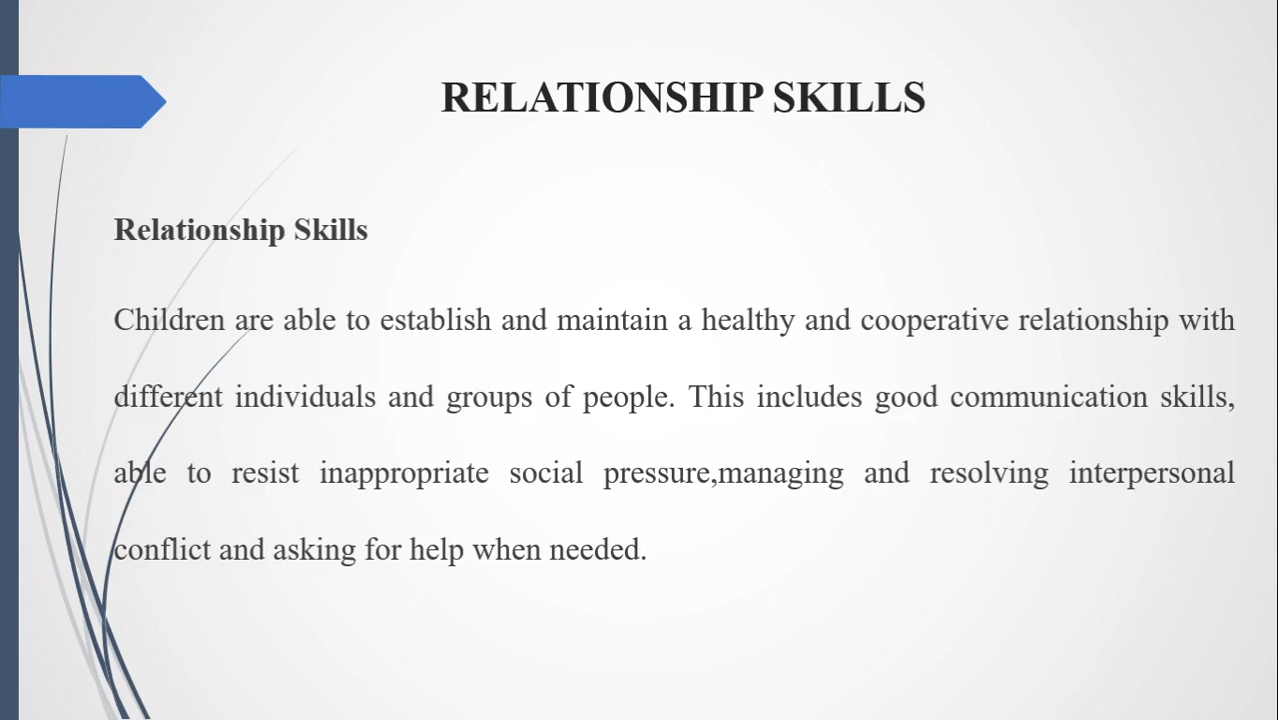 RELATIONSHIP SKILLS
Relationship Skills
Children are able to establish and maintain a healthy and cooperative relationship with
different individuals and groups of people. This includes good communication skills,
able to resist inappropriate social pressure,managing and resolving interpersonal
conflict and asking for help when needed.